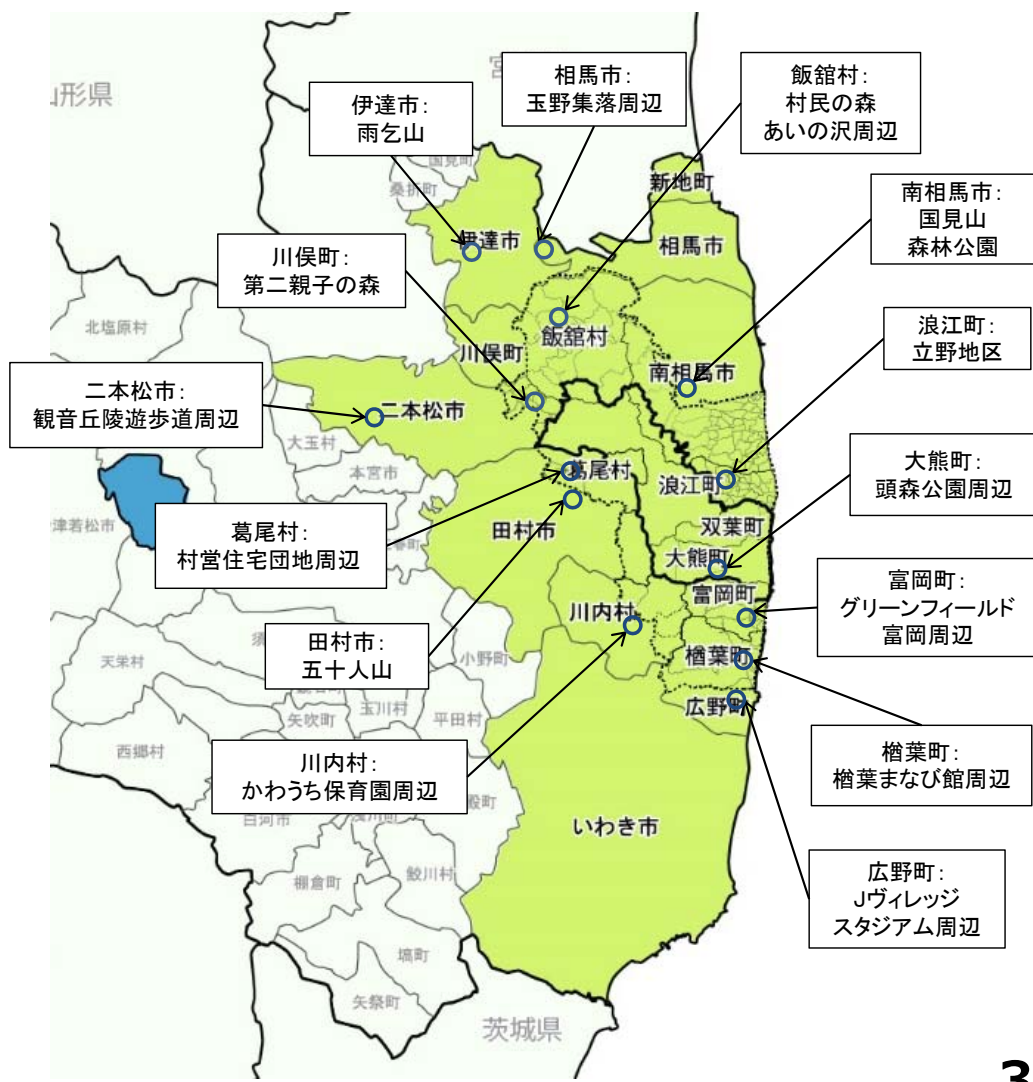 伊達市：
雨乞山
相馬市：
玉野集落周辺
飯舘村：
村民の森
あいの沢周辺
南相馬市：
国見山
森林公園
川俣町：
第二親子の森
浪江町：
立野地区
二本松市：
観音丘陵遊歩道周辺
大熊町：
頭森公園周辺
葛尾村：
村営住宅団地周辺
富岡町：
グリーンフィールド
富岡周辺
田村市：
五十人山
楢葉町：
楢葉まなび館周辺
川内村：
かわうち保育園周辺
広野町：
Jヴィレッジ
スタジアム周辺
形県
国見町
桑折町
新地町
伊達市
相馬市
北塩原村
飯舘村
川俣町
南相馬市
二本松市
大玉村
本宮市
葛尾村
浪江町
津若松市
田村市
双葉町
大熊町
富岡町
川内村
天栄村
小野町
楢葉町
玉川村
矢吹町
平田村
広野町
西郷村
白河市
いわき市
棚倉町
鮫川村
塙町
矢祭町
茨城県
3